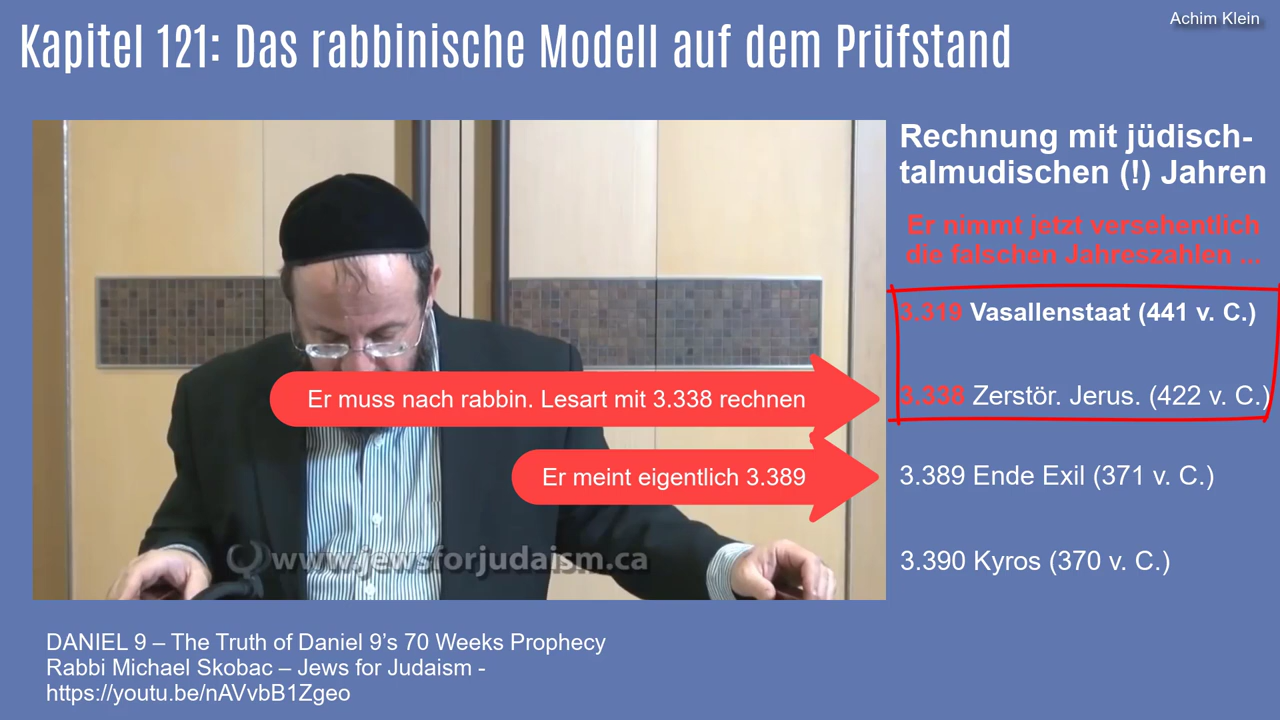 Achim Klein
Kapitel 121: Das rabbinische Modell auf dem Prüfstand
Rechnung mit jüdisch-
talmudischen (!) Jahren
Er nimmt jetzt versehentlich
die falschen Jahreszahlen ...
3.319 Vasallenstaat (441 v. C.)
Er muss nach rabbin. Lesart mit 3.338 rechnen
3.338 Zerstör. Jerus. (422 v. C.)
Er meint eigentlich 3.389
3.389 Ende Exil (371 v. C.)
3.390 Kyros (370 v. C.)
www.jewsforjudaism.ca
DANIEL 9 – The Truth of Daniel 9’s 70 Weeks Prophecy
Rabbi Michael Skobac – Jews for Judaism -
https://youtu.be/nAVvbB1Zgeo